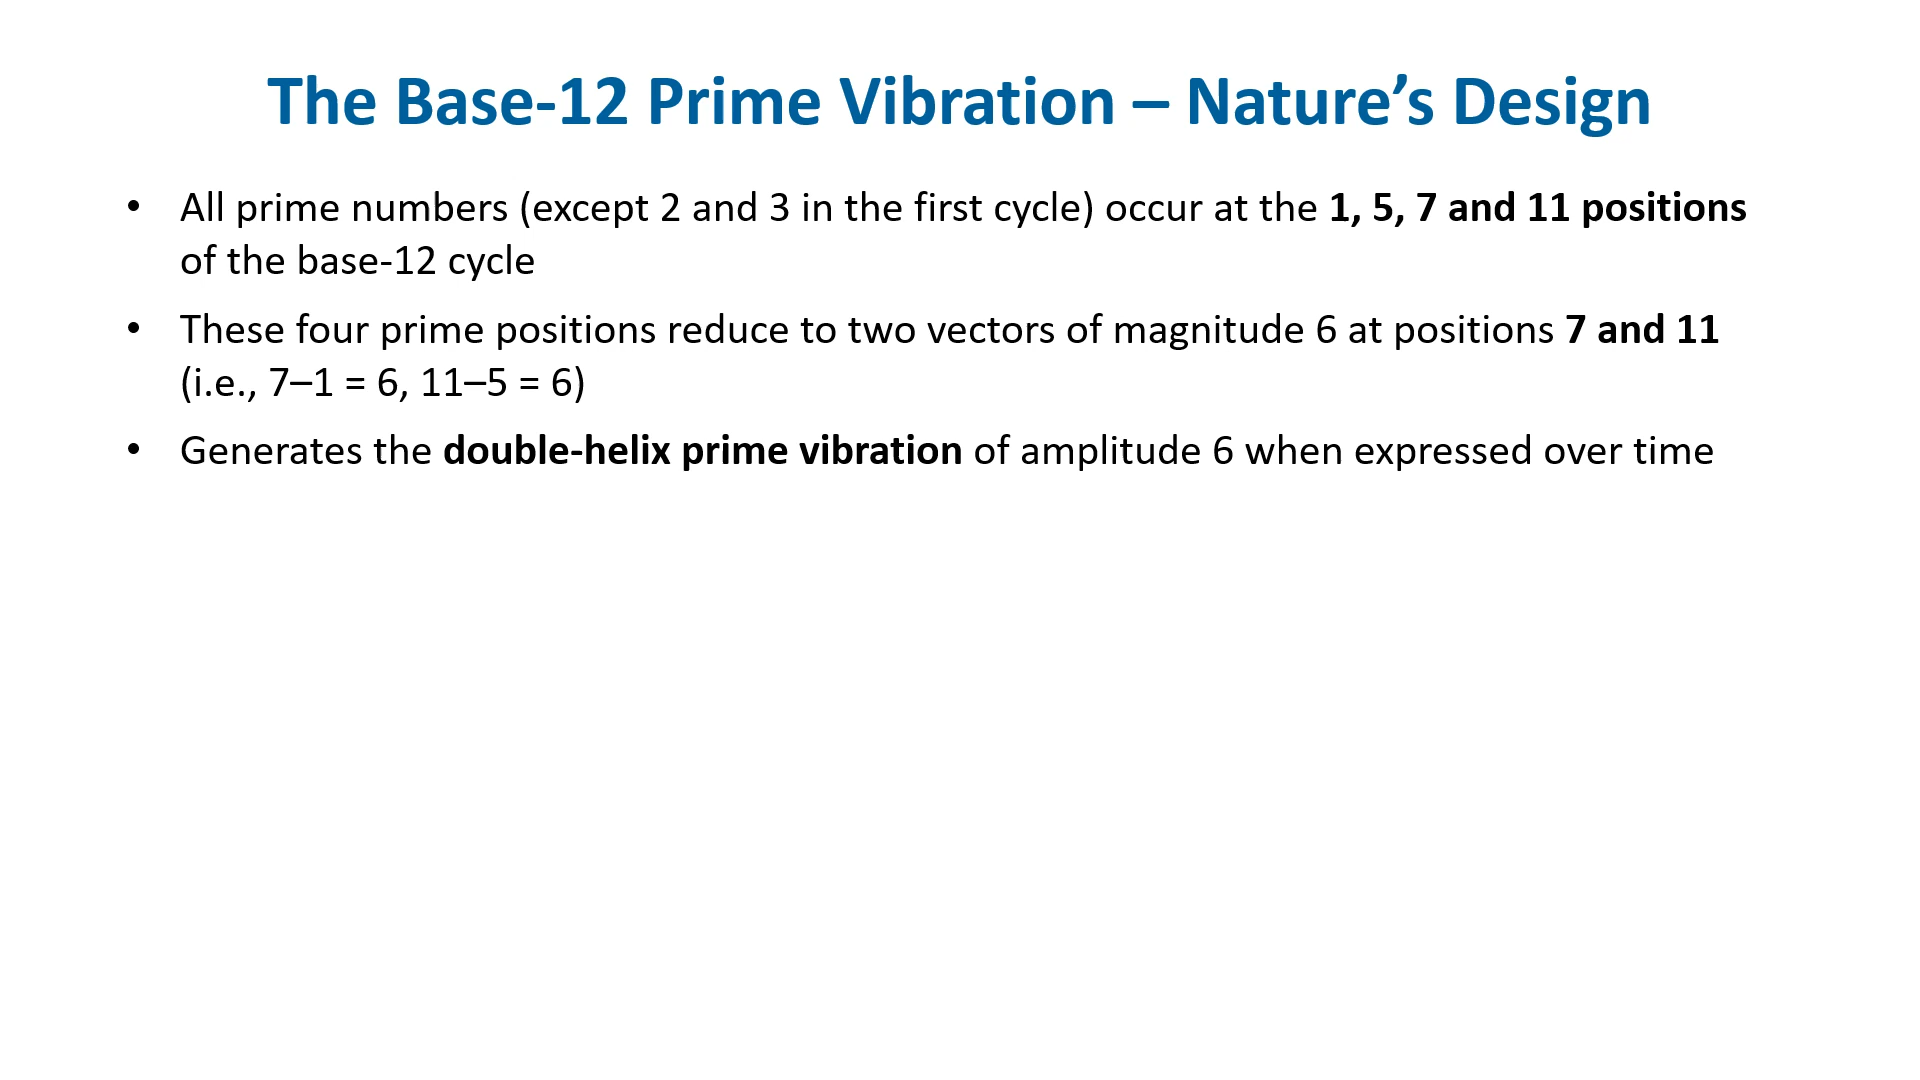 The Base-12 Prime Vibration – Nature’s Design
• All prime numbers (except 2 and 3 in the first cycle) occur at the 1, 5, 7 and 11 positions
of the base-12 cycle
• These four prime positions reduce to two vectors of magnitude 6 at positions 7 and 11
(i.e., 7–1 = 6, 11–5 = 6)
• Generates the double-helix prime vibration of amplitude 6 when expressed over time